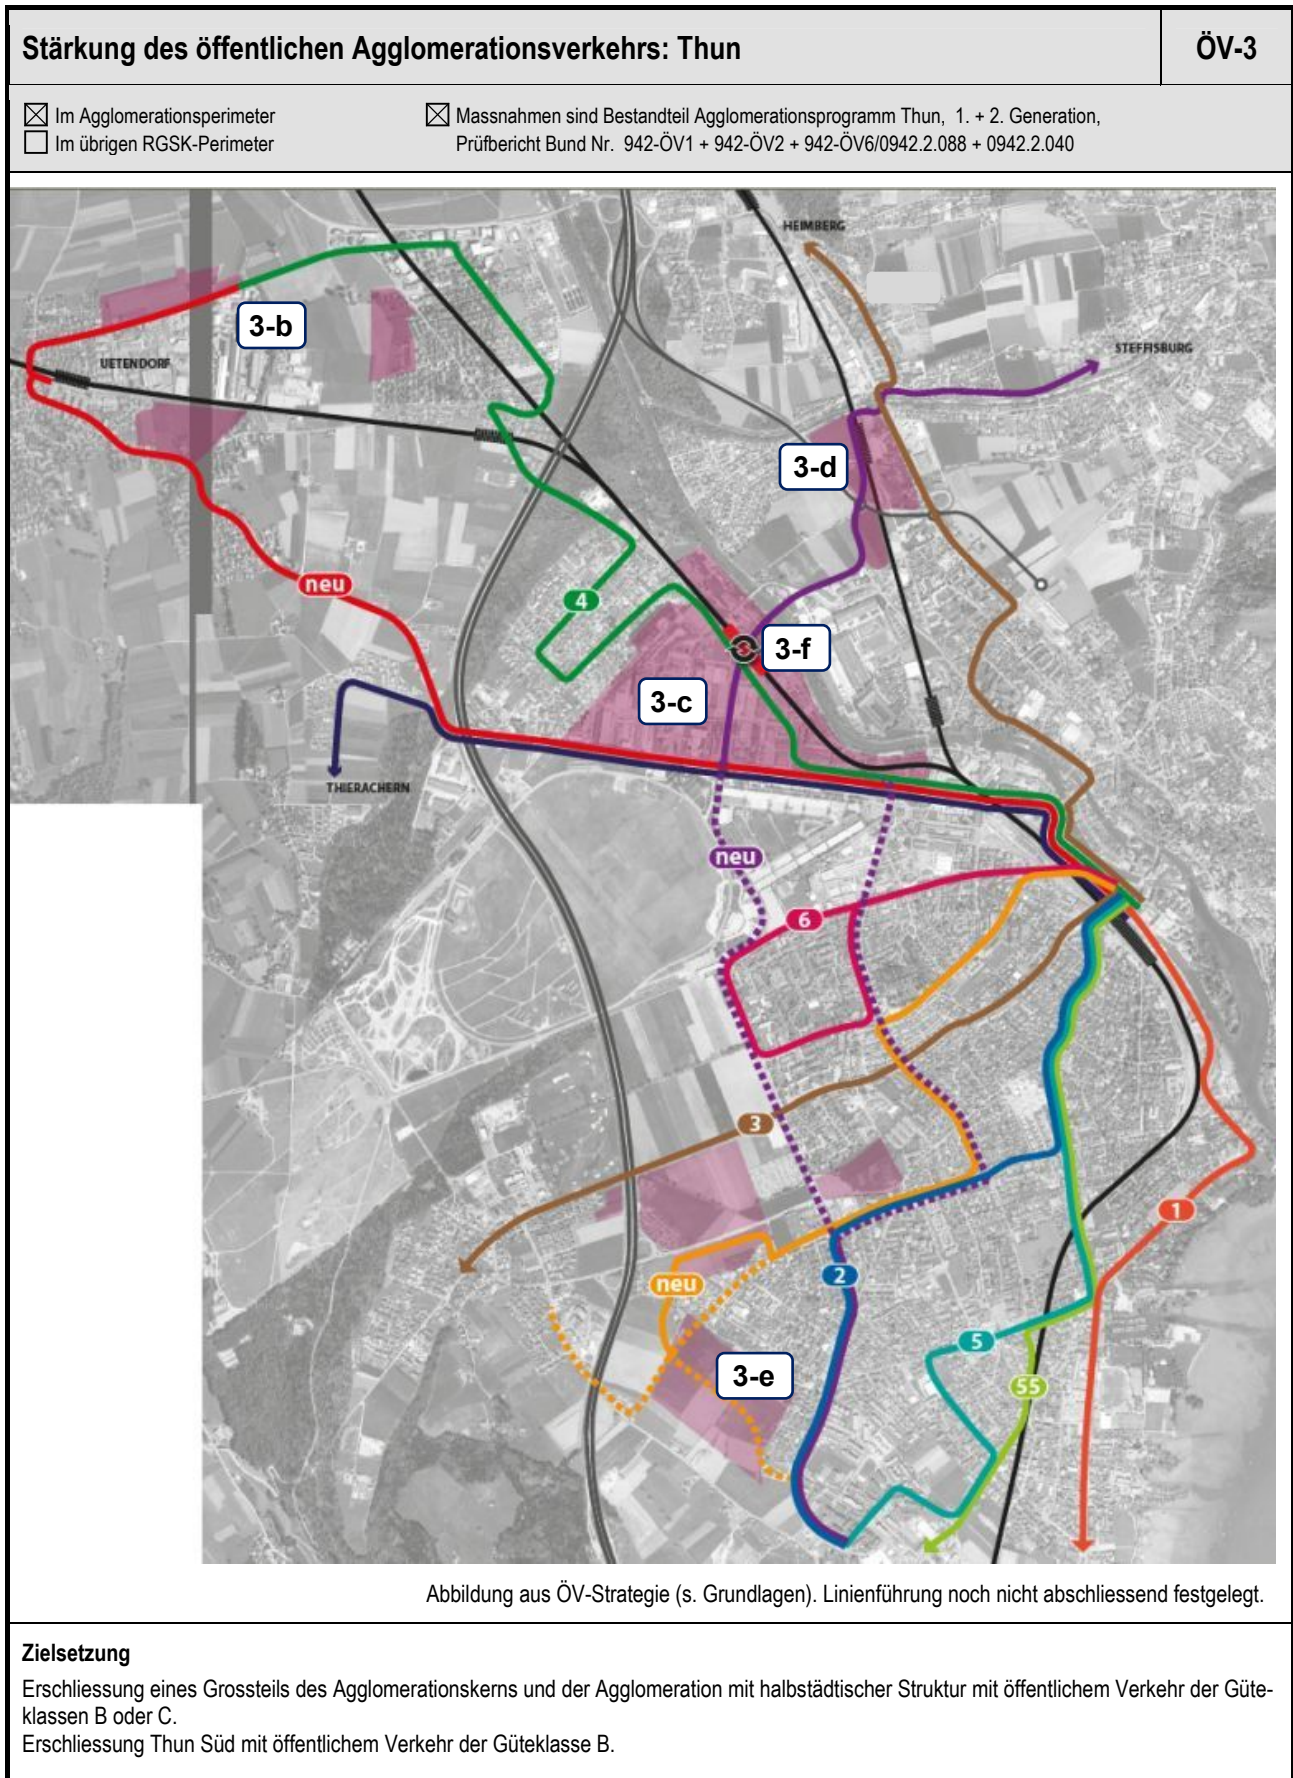 Stärkung des öffentlichen Agglomerationsverkehrs: Thun
ÖV-3
Im Agglomerationsperimeter
Im übrigen RGSK-Perimeter
Massnahmen sind Bestandteil Agglomerationsprogramm Thun, 1. + 2. Generation,
Prüfbericht Bund Nr. 942-ÖV1 + 942-ÖV2 + 942-ÖV6/0942.2.088 + 0942.2.040
HEIMBERG
3-b
STEFFISBURG
UETENDORF
3-d
neu
4
S
3-f
3-c
THIERACHERN
neu
6
3
1
2
neu
5
3-e
55
Abbildung aus ÖV-Strategie (s. Grundlagen). Linienführung noch nicht abschliessend festgelegt.
Zielsetzung
Erschliessung eines Grossteils des Agglomerationskerns und der Agglomeration mit halbstädtischer Struktur mit öffentlichem Verkehr der Güte-
klassen B oder C.
Erschliessung Thun Süd mit öffentlichem Verkehr der Güteklasse B.